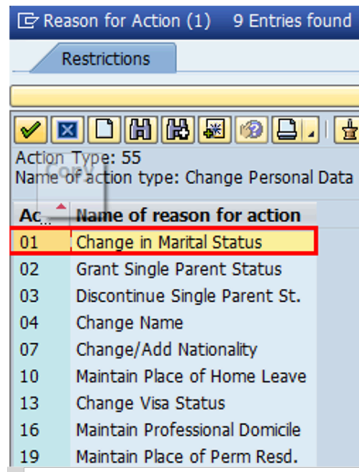 Reason for Action (1) 9 Entries found
Restrictions
Action Type: 55
Name of action type: Change Personal Data
Copy
Ac... Name of reason for action
01 Change in Marital Status
02 Grant Single Parent Status
03 Discontinue Single Parent St.
04 Change Name
07 Change/Add Nationality
10 Maintain Place of Home Leave
13 Change Visa Status
16 Maintain Professional Domicile
19 Maintain Place of Perm Resd.